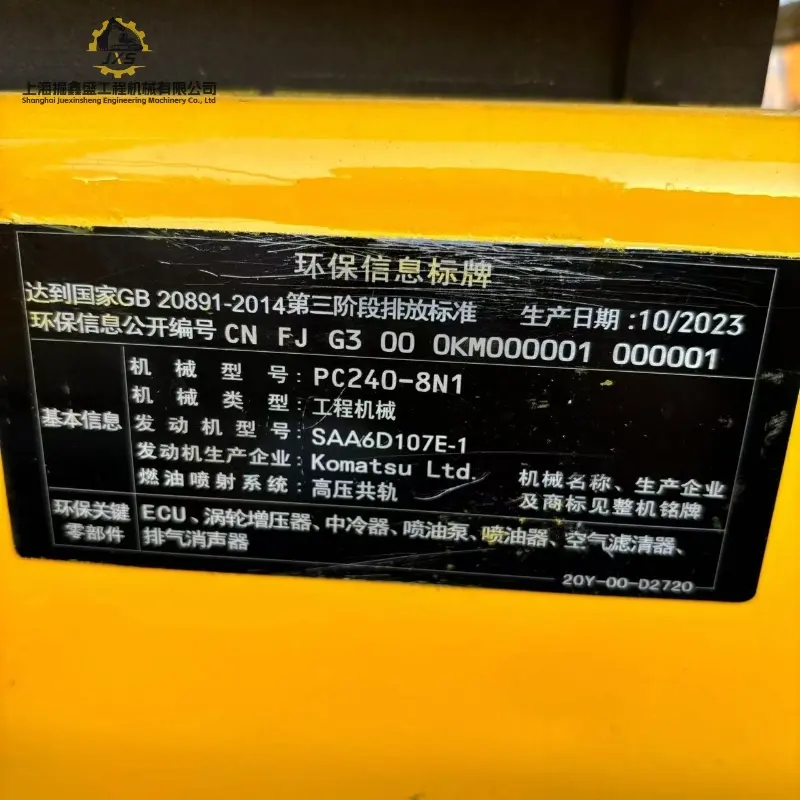 JXS
上海掘鑫盛工程机械有限公司
Shanghai Juexinsheng Engineering Machinery Co., Ltd
环保信息标牌
达到国家GB 20891-2014第三阶段排放标准 生产日期:10/2023
环保信息公开编号 CN FJ G3 00 0KM000001 000001
基本信息
机械型号: PC240-8N1
机械类型: 工程机械
发动机型号: SAA6D107E-1
发动机生产企业: Komatsu Ltd.
燃油喷射系统: 高压共轨
机械名称、生产企业
及商标见整机铭牌
环保关键
零部件
ECU、涡轮增压器、中冷器、喷油泵、喷油器、空气滤清器、
排气消声器
20Y-00-D2720